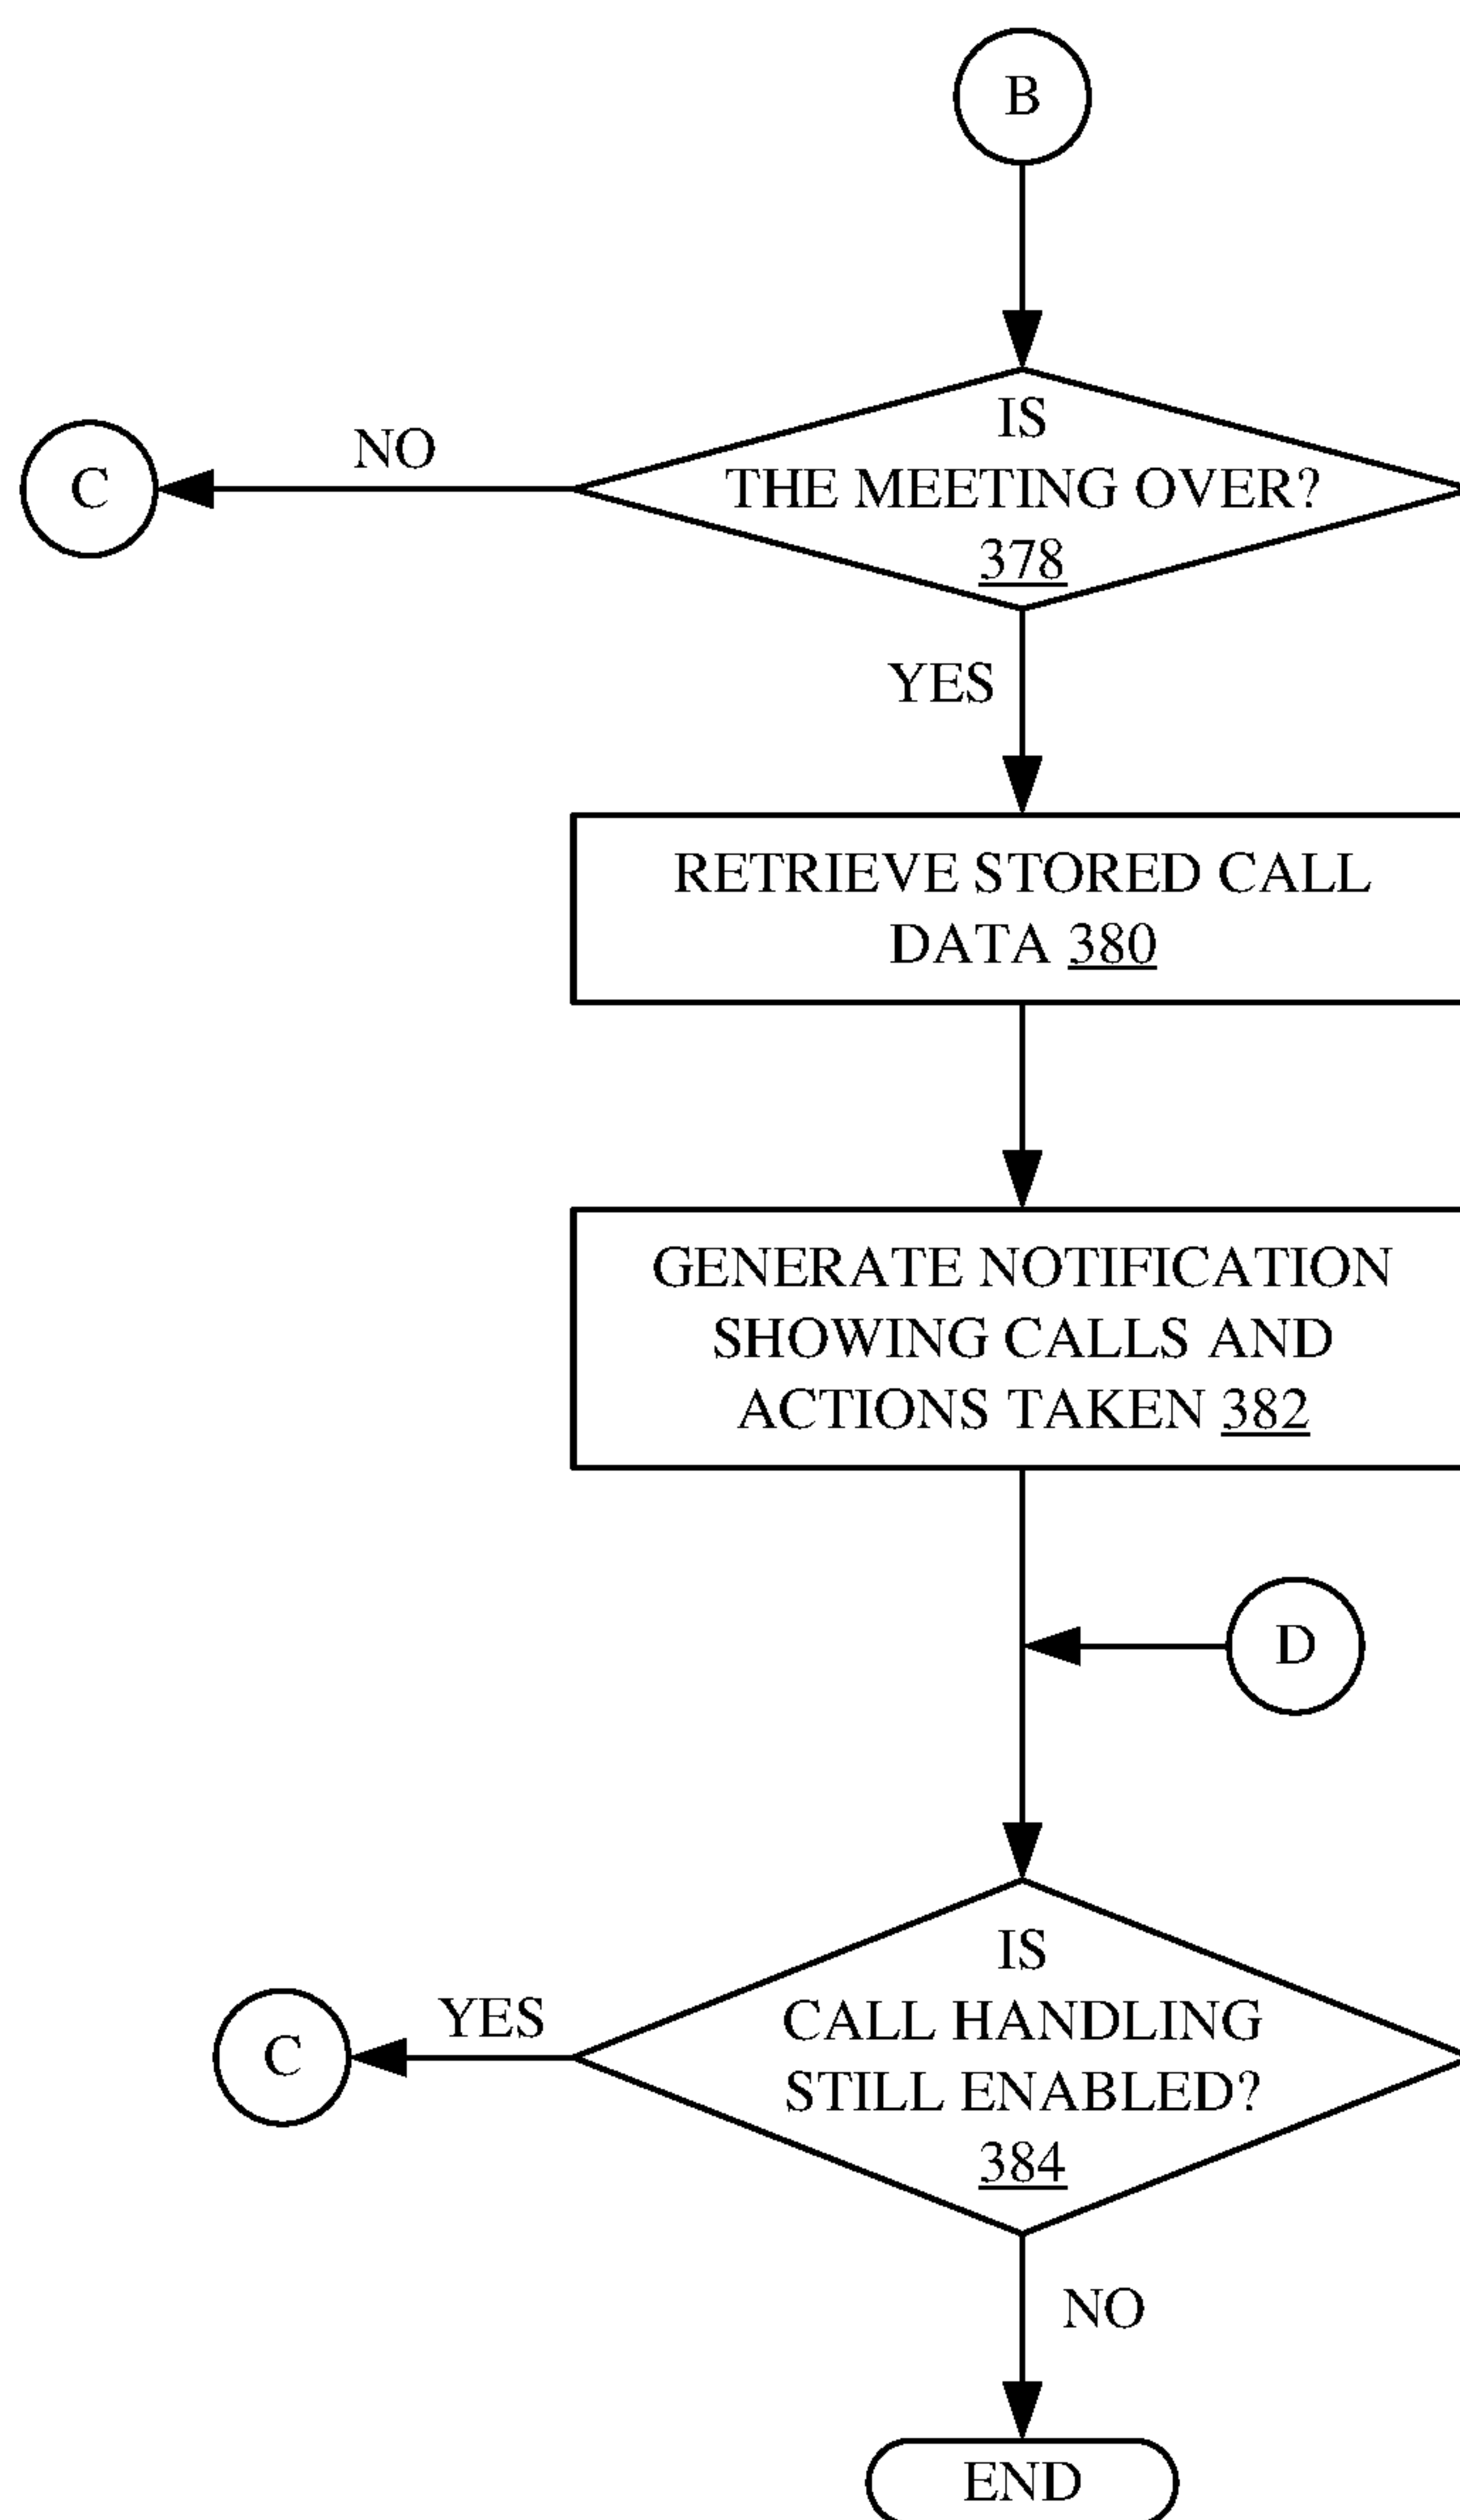 B
IS
THE MEETING OVER?
378
NO
C
YES
RETRIEVE STORED CALL
DATA 380
GENERATE NOTIFICATION
SHOWING CALLS AND
ACTIONS TAKEN 382
D
IS
CALL HANDLING
STILL ENABLED?
384
YES
C
NO
END